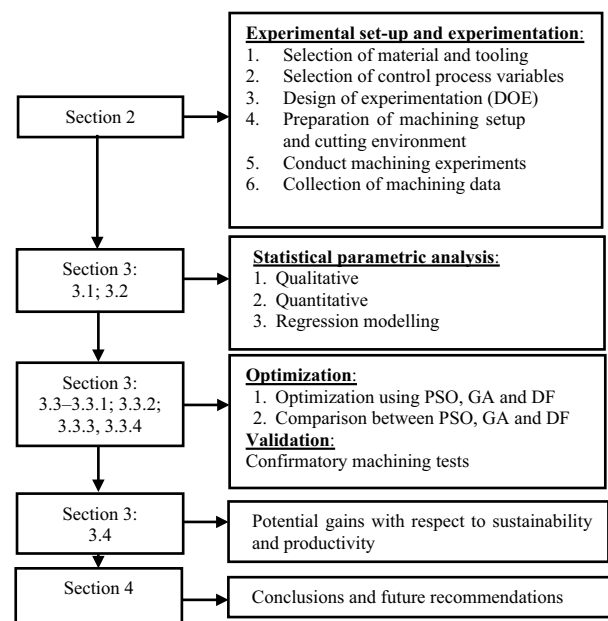 Section 2
Experimental set-up and experimentation:
1. Selection of material and tooling
2. Selection of control process variables
3. Design of experimentation (DOE)
4. Preparation of machining setup
and cutting environment
5. Conduct machining experiments
6. Collection of machining data
Section 3:
3.1; 3.2
Statistical parametric analysis:
1. Qualitative
2. Quantitative
3. Regression modelling
Section 3:
3.3–3.3.1; 3.3.2;
3.3.3, 3.3.4
Optimization:
1. Optimization using PSO, GA and DF
2. Comparison between PSO, GA and DF
Validation:
Confirmatory machining tests
Section 3:
3.4
Potential gains with respect to sustainability
and productivity
Section 4
Conclusions and future recommendations